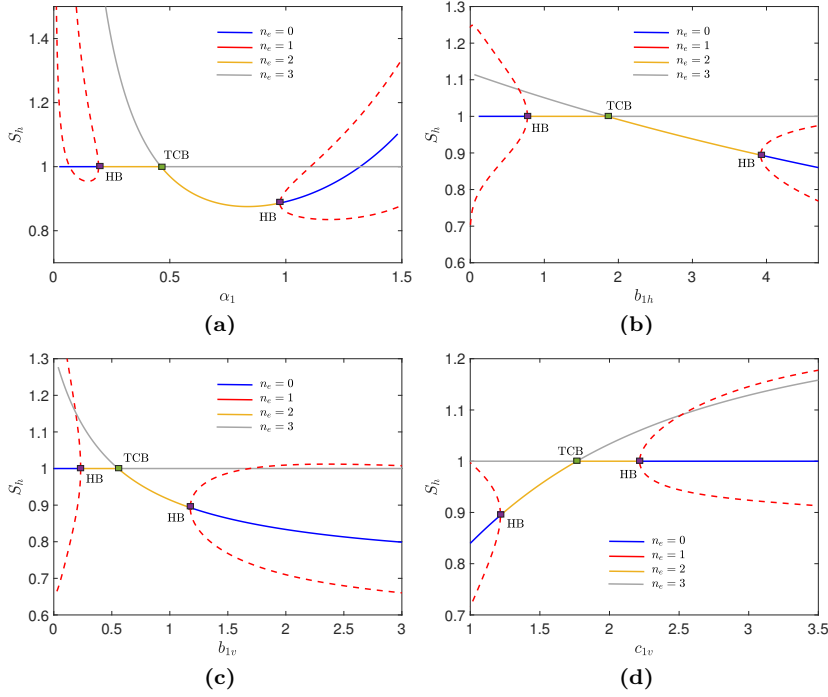 1.4
1.2
1
0.8
S_h
n_e = 0
n_e = 1
n_e = 2
n_e = 3
TCB
HB
HB
0
0.5
1
1.5
α_1
(a)
1.3
1.2
1.1
1
0.9
0.8
0.7
0.6
S_h
n_e = 0
n_e = 1
n_e = 2
n_e = 3
TCB
HB
HB
0
1
2
3
4
b_{1h}
(b)
1.3
1.2
1.1
1
0.9
0.8
0.7
0.6
S_h
n_e = 0
n_e = 1
n_e = 2
n_e = 3
TCB
HB
HB
0
0.5
1
1.5
2
2.5
3
b_{1v}
(c)
1.2
1.1
1
0.9
0.8
0.7
S_h
TCB
HB
HB
n_e = 0
n_e = 1
n_e = 2
n_e = 3
1
1.5
2
2.5
3
3.5
c_{1v}
(d)